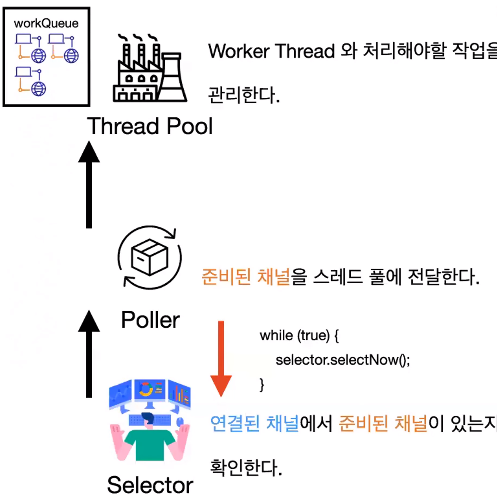 workQueue
Worker Thread 와 처리해야할 작업을
관리한다.
Thread Pool
준비된 채널을 스레드 풀에 전달한다.
Poller
while (true) {
selector.selectNow();
}
연결된 채널에서 준비된 채널이 있는지
확인한다.
Selector